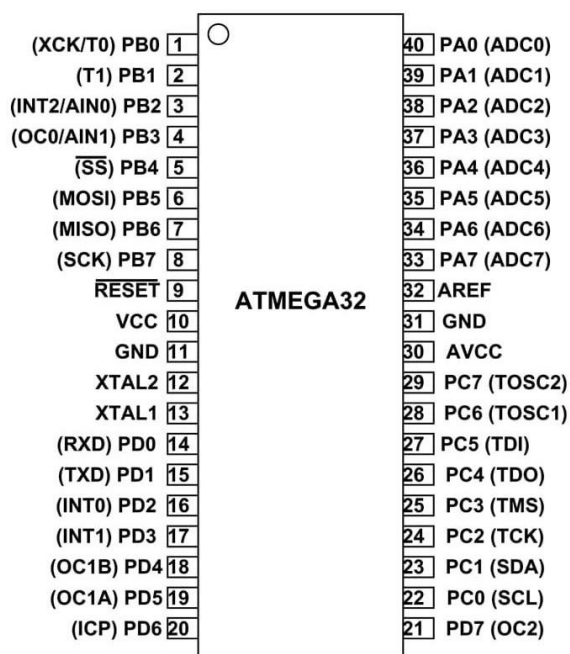 (XCK/T0) PB0 1 40 PA0 (ADC0)
(T1) PB1 2 39 PA1 (ADC1)
(INT2/AIN0) PB2 3 38 PA2 (ADC2)
(OC0/AIN1) PB3 4 37 PA3 (ADC3)
(S̅S̅) PB4 5 36 PA4 (ADC4)
(MOSI) PB5 6 35 PA5 (ADC5)
(MISO) PB6 7 34 PA6 (ADC6)
(SCK) PB7 8 33 PA7 (ADC7)
R̅E̅S̅E̅T̅ 9 32 AREF
ATMEGA32
VCC 10 31 GND
GND 11 30 AVCC
XTAL2 12 29 PC7 (TOSC2)
XTAL1 13 28 PC6 (TOSC1)
(RXD) PD0 14 27 PC5 (TDI)
(TXD) PD1 15 26 PC4 (TDO)
(INT0) PD2 16 25 PC3 (TMS)
(INT1) PD3 17 24 PC2 (TCK)
(OC1B) PD4 18 23 PC1 (SDA)
(OC1A) PD5 19 22 PC0 (SCL)
(ICP) PD6 20 21 PD7 (OC2)